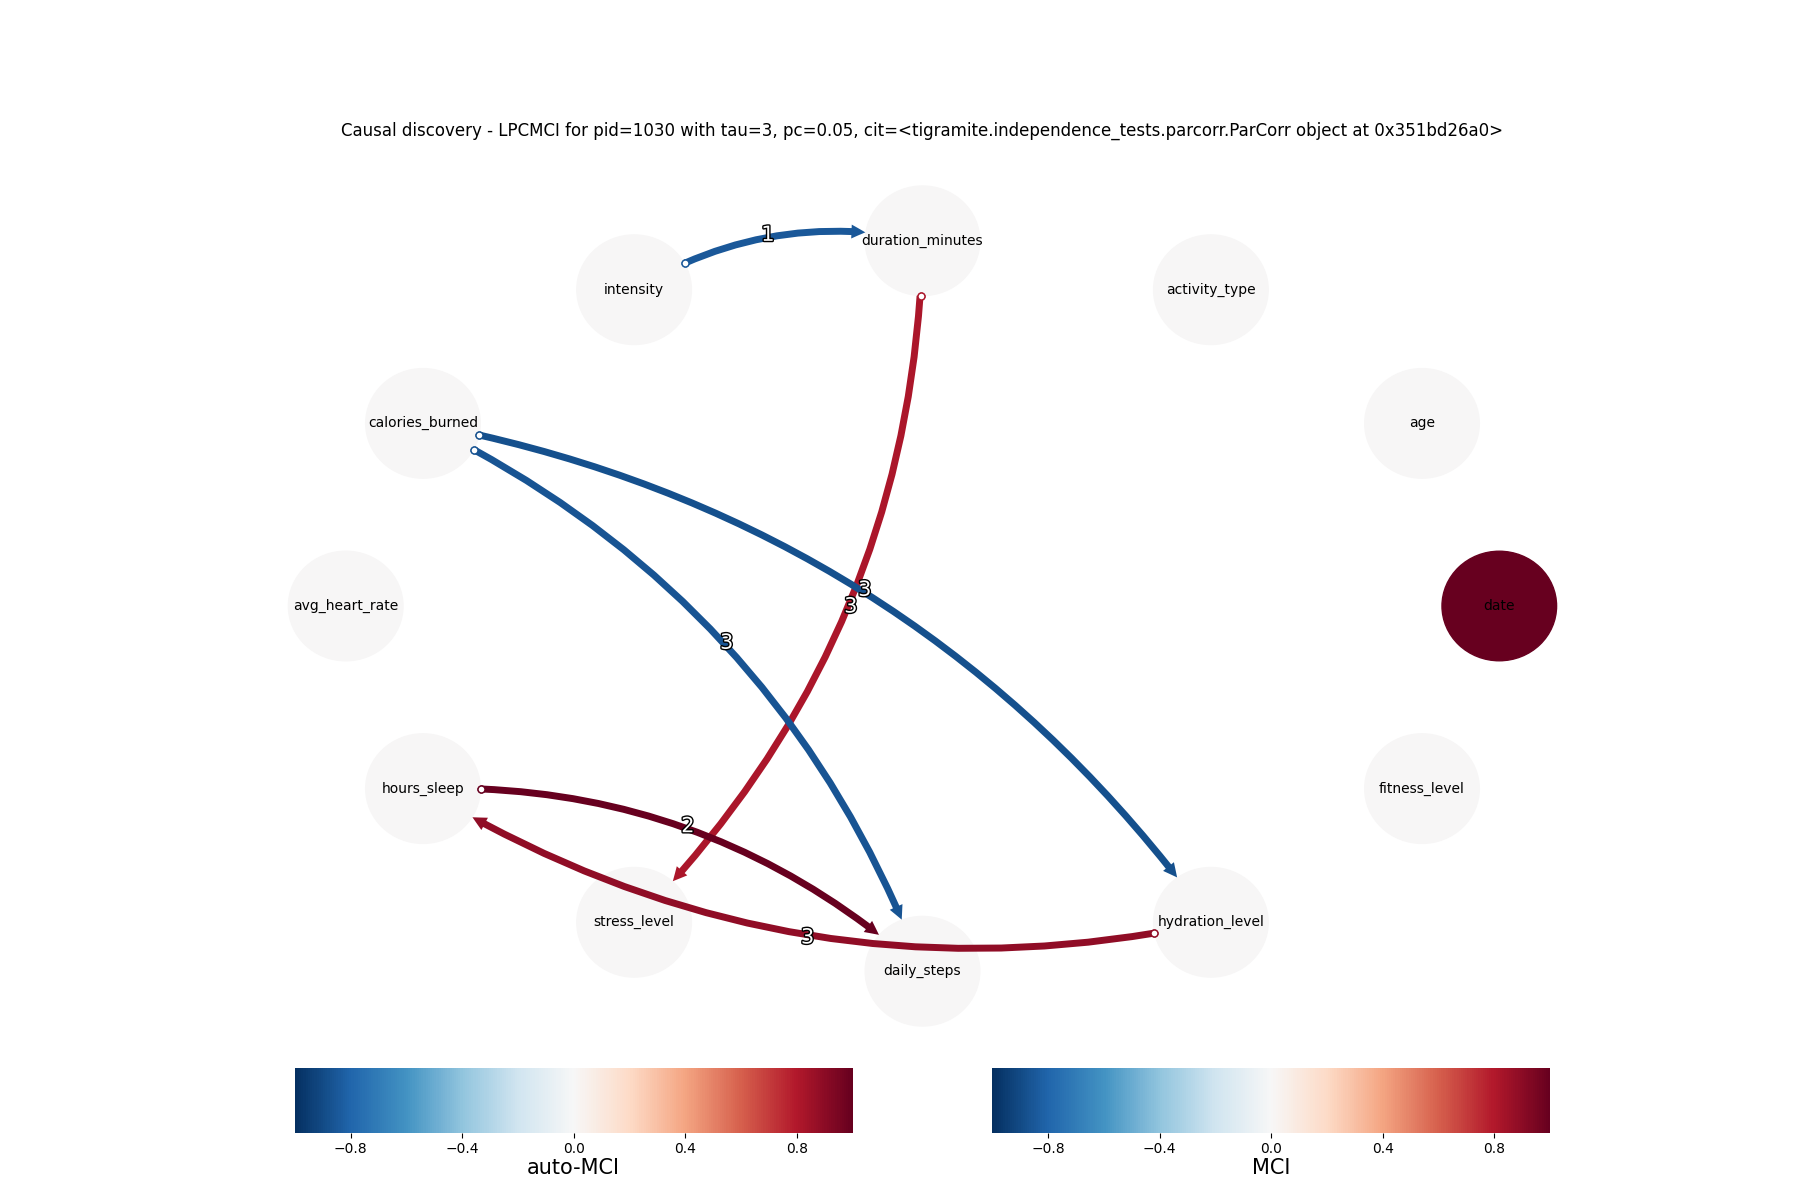 Causal discovery - LPCMCI for pid=1030 with tau=3, pc=0.05, cit=<tigramite.independence_tests.parcorr.ParCorr object at 0x351bd26a0>
1
duration_minutes
intensity
activity_type
calories_burned
age
3
3
avg_heart_rate
date
3
hours_sleep
fitness_level
2
stress_level
hydration_level
3
daily_steps
−0.8 −0.4 0.0 0.4 0.8
auto-MCI
−0.8 −0.4 0.0 0.4 0.8
MCI